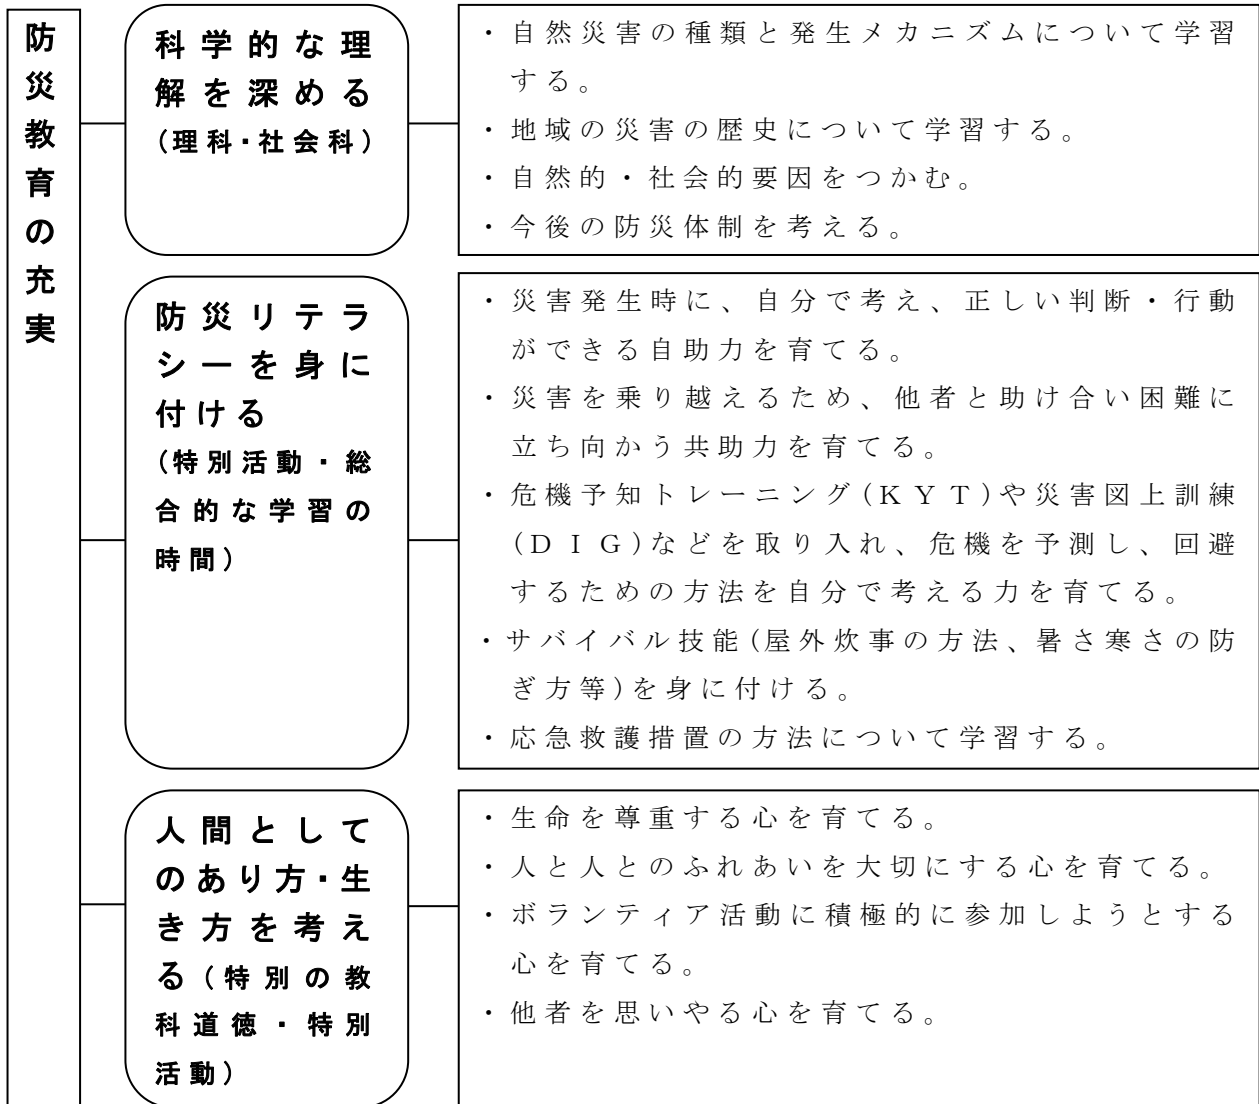 防災教育の充実
科学的な理
解を深める
(理科・社会科)
・自然災害の種類と発生メカニズムについて学習
する。
・地域の災害の歴史について学習する。
・自然的・社会的要因をつかむ。
・今後の防災体制を考える。
防災リテラ
シーを身に
付ける
(特別活動・総
合的な学習の
時間)
・災害発生時に、自分で考え、正しい判断・行動
ができる自助力を育てる。
・災害を乗り越えるため、他者と助け合い困難に
立ち向かう共助力を育てる。
・危機予知トレーニング(KYT)や災害図上訓練
(DIG)などを取り入れ、危機を予測し、回避
するための方法を自分で考える力を育てる。
・サバイバル技能(屋外炊事の方法、暑さ寒さの防
ぎ方等)を身に付ける。
・応急救護措置の方法について学習する。
人間として
のあり方・生
き方を考え
る(特別の教
科道徳・特別
活動)
・生命を尊重する心を育てる。
・人と人とのふれあいを大切にする心を育てる。
・ボランティア活動に積極的に参加しようとする
心を育てる。
・他者を思いやる心を育てる。